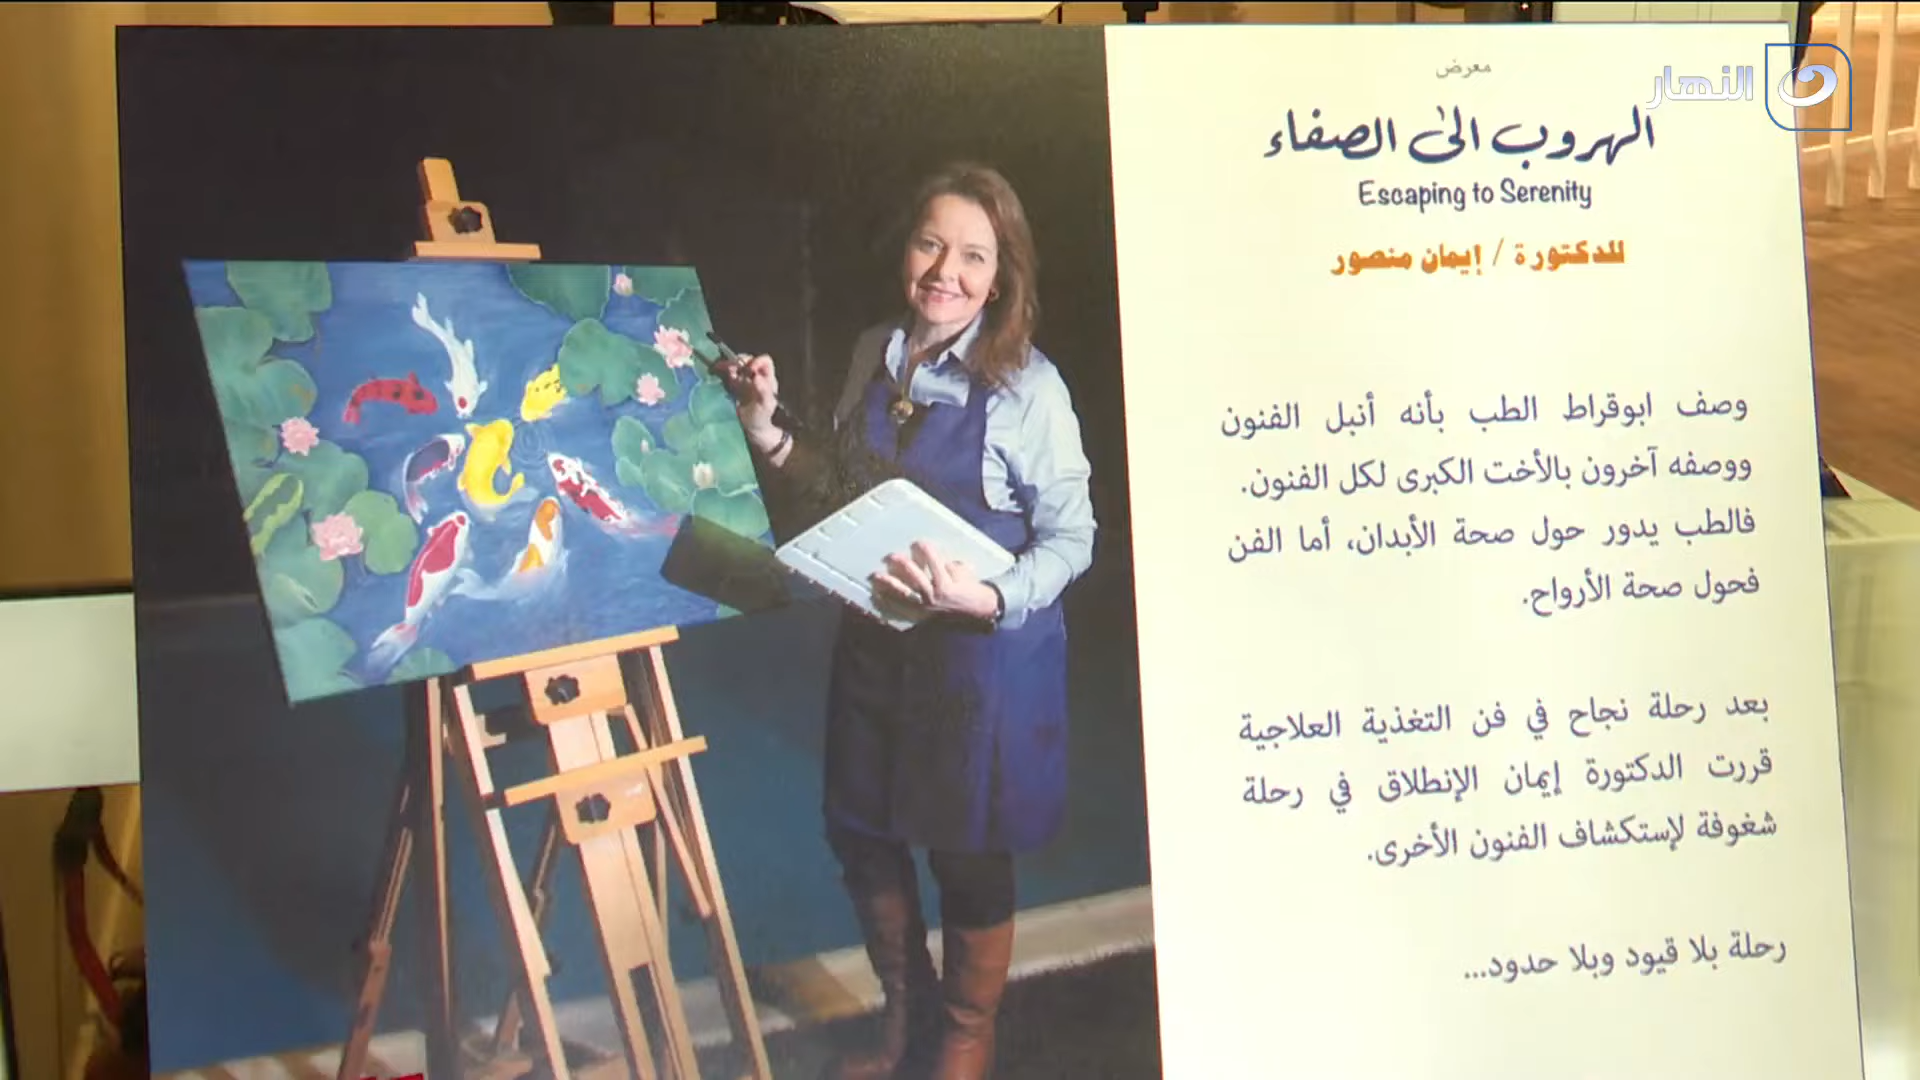 معرض
النهار
الهروب الى الصفاء
Escaping to Serenity
للدكتورة / إيمان منصور
وصف ابوقراط الطب بأنه أنبل الفنون
ووصفه آخرون بالأخت الكبرى لكل الفنون.
فالطب يدور حول صحة الأبدان، أما الفن
فحول صحة الأرواح.
بعد رحلة نجاح في فن التغذية العلاجية
قررت الدكتورة إيمان الإنطلاق في رحلة
شغوفة لإستكشاف الفنون الأخرى.
رحلة بلا قيود وبلا حدود...